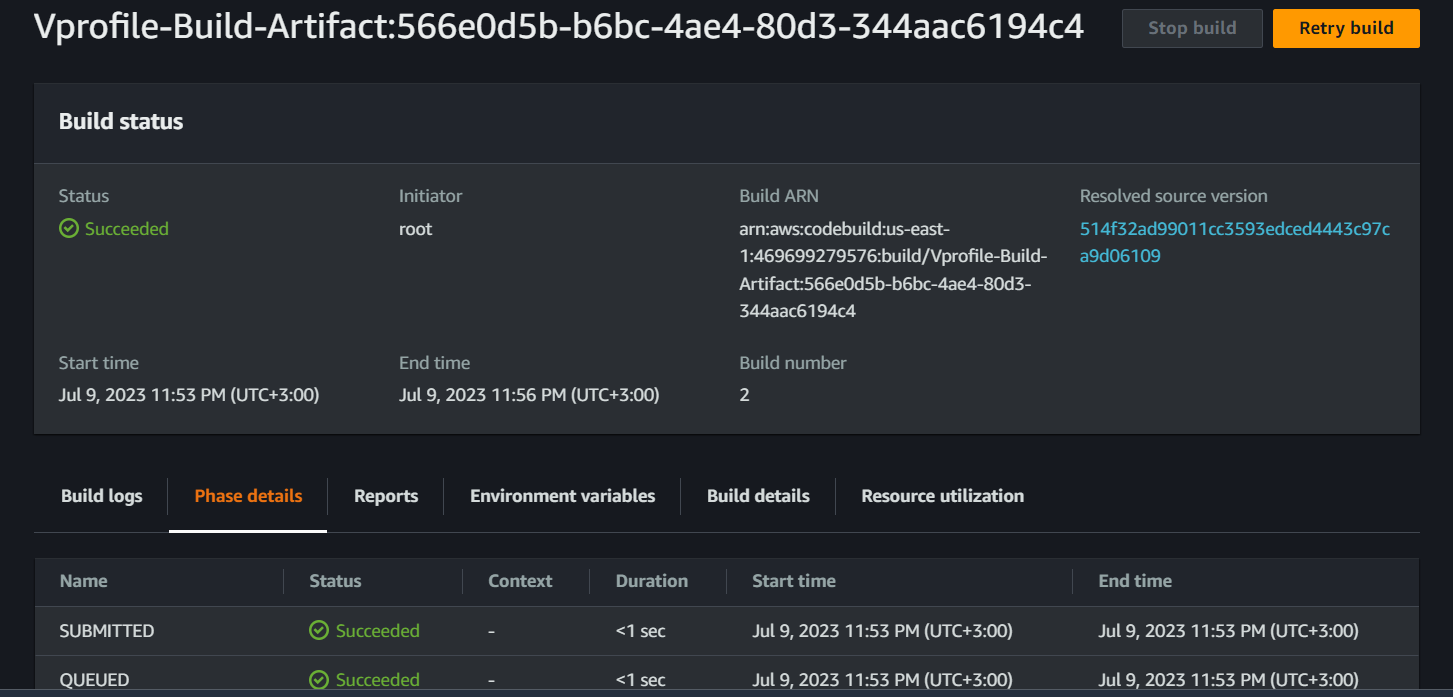 Vprofile-Build-Artifact:566e0d5b-b6bc-4ae4-80d3-344aac6194c4 Stop build Retry build
Build status
Status Initiator Build ARN Resolved source version
Succeeded root arn:aws:codebuild:us-east- 514f32ad99011cc3593edced4443c97c
1:469699279576:build/Vprofile-Build- a9d06109
Artifact:566e0d5b-b6bc-4ae4-80d3-
344aac6194c4
Start time End time Build number
Jul 9, 2023 11:53 PM (UTC+3:00) Jul 9, 2023 11:56 PM (UTC+3:00) 2
Build logs Phase details Reports Environment variables Build details Resource utilization
Name Status Context Duration Start time End time
SUBMITTED Succeeded - <1 sec Jul 9, 2023 11:53 PM (UTC+3:00) Jul 9, 2023 11:53 PM (UTC+3:00)
QUEUED Succeeded - <1 sec Jul 9, 2023 11:53 PM (UTC+3:00) Jul 9, 2023 11:53 PM (UTC+3:00)